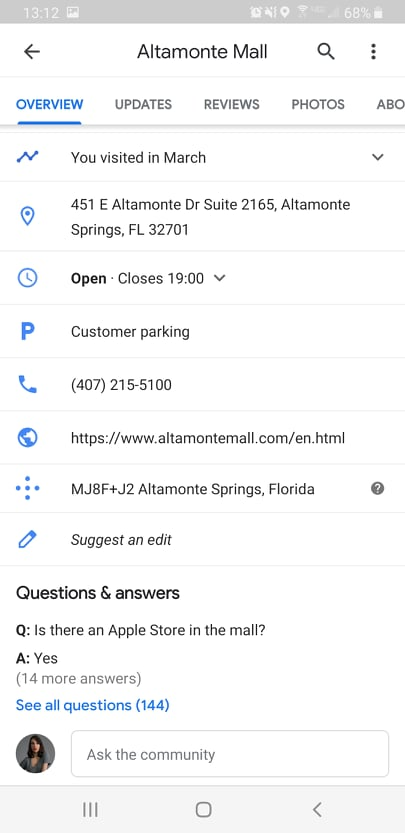 13:12 68%
Altamonte Mall
OVERVIEW UPDATES REVIEWS PHOTOS ABO
You visited in March
451 E Altamonte Dr Suite 2165, Altamonte
Springs, FL 32701
Open · Closes 19:00
P Customer parking
(407) 215-5100
https://www.altamontemall.com/en.html
MJ8F+J2 Altamonte Springs, Florida ?
Suggest an edit
Questions & answers
Q: Is there an Apple Store in the mall?
A: Yes
(14 more answers)
See all questions (144)
Ask the community